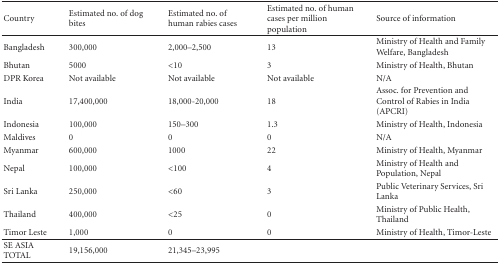 Country Estimated no. of dog bites Estimated no. of human rabies cases Estimated no. of human cases per million population Source of information
Bangladesh 300,000 2,000–2,500 13 Ministry of Health and Family Welfare, Bangladesh
Bhutan 5000 <10 3 Ministry of Health, Bhutan
DPR Korea Not available Not available Not available N/A
India 17,400,000 18,000-20,000 18 Assoc. for Prevention and Control of Rabies in India (APCRI)
Indonesia 100,000 150–300 1.3 Ministry of Health, Indonesia
Maldives 0 0 0 N/A
Myanmar 600,000 1000 22 Ministry of Health, Myanmar
Nepal 100,000 <100 4 Ministry of Health and Population, Nepal
Sri Lanka 250,000 <60 3 Public Veterinary Services, Sri Lanka
Thailand 400,000 <25 0 Ministry of Public Health, Thailand
Timor Leste 1,000 0 0 Ministry of Health, Timor-Leste
SE ASIA TOTAL 19,156,000 21,345–23,995